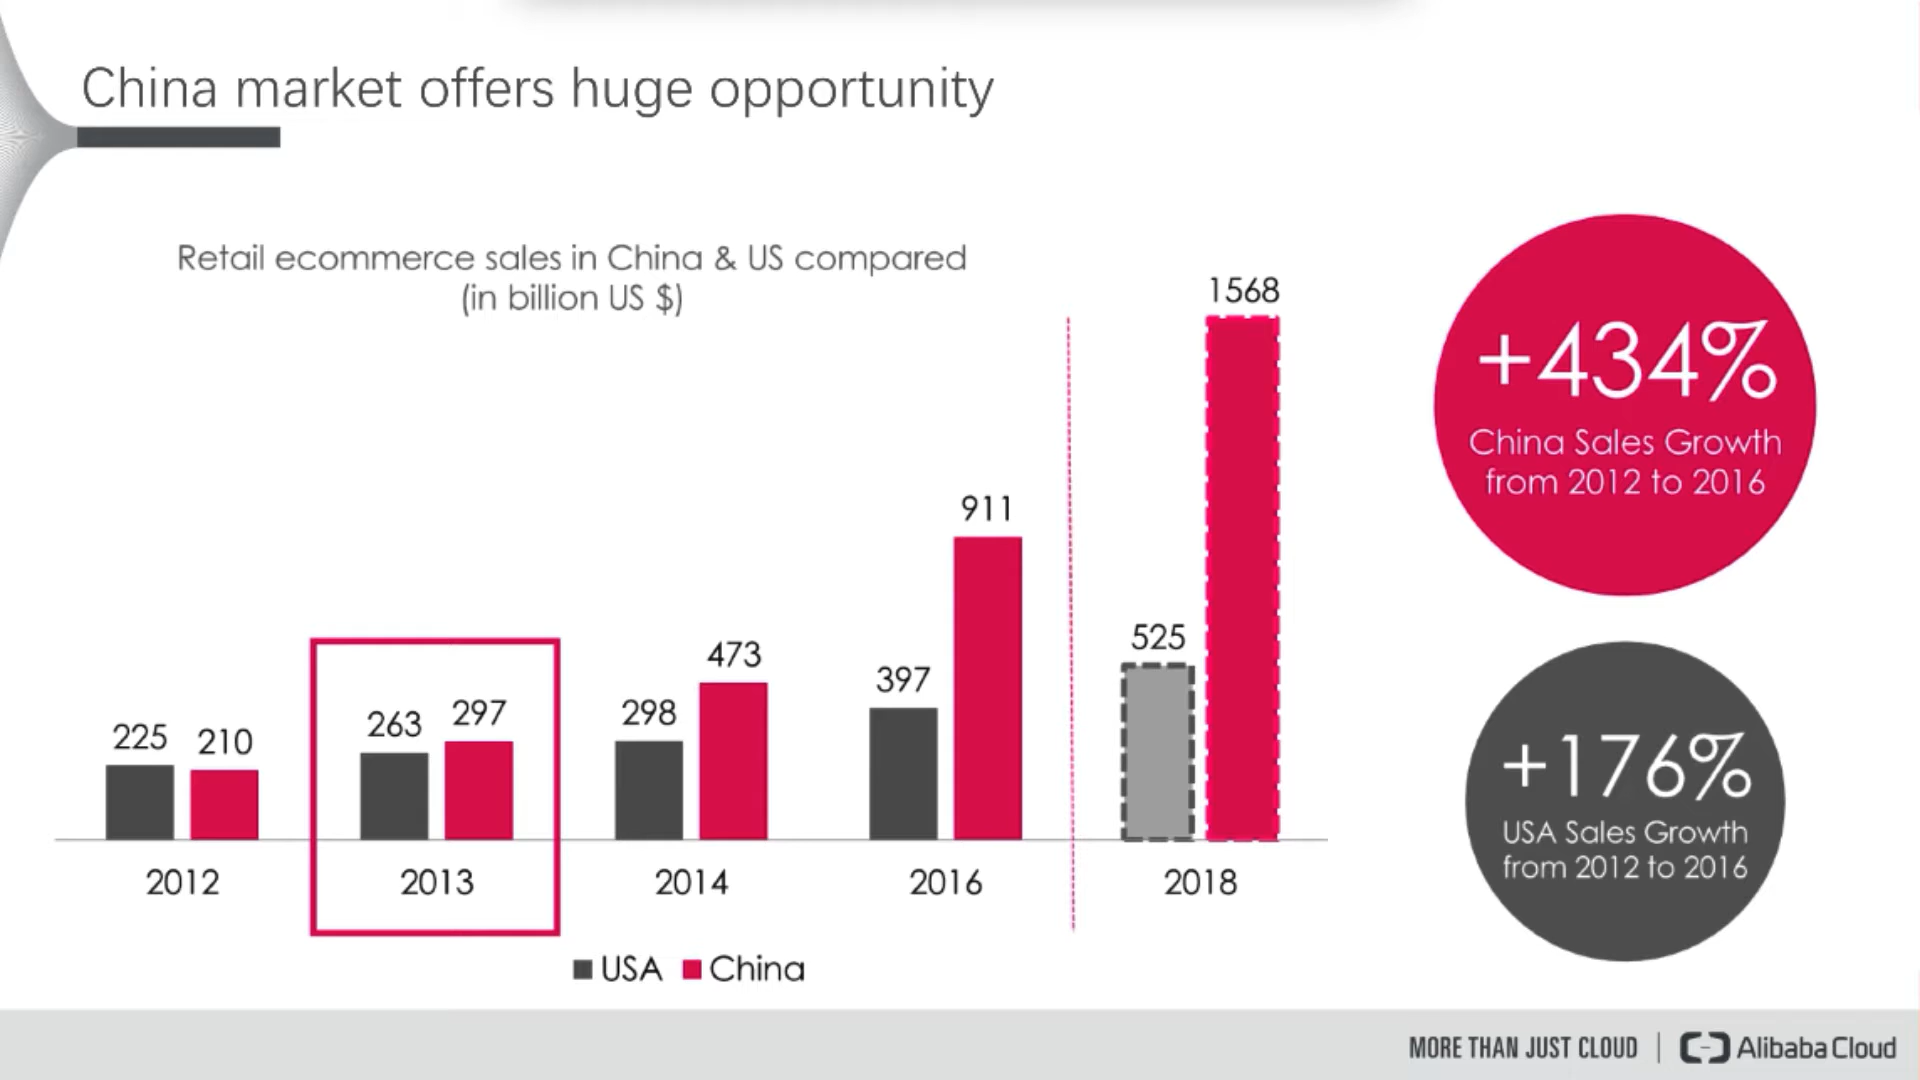 China market offers huge opportunity
Retail ecommerce sales in China & US compared
(in billion US $)
225
210
263
297
298
473
397
911
525
1568
2012
2013
2014
2016
2018
USA
China
+434%
China Sales Growth
from 2012 to 2016
+176%
USA Sales Growth
from 2012 to 2016
MORE THAN JUST CLOUD | Alibaba Cloud